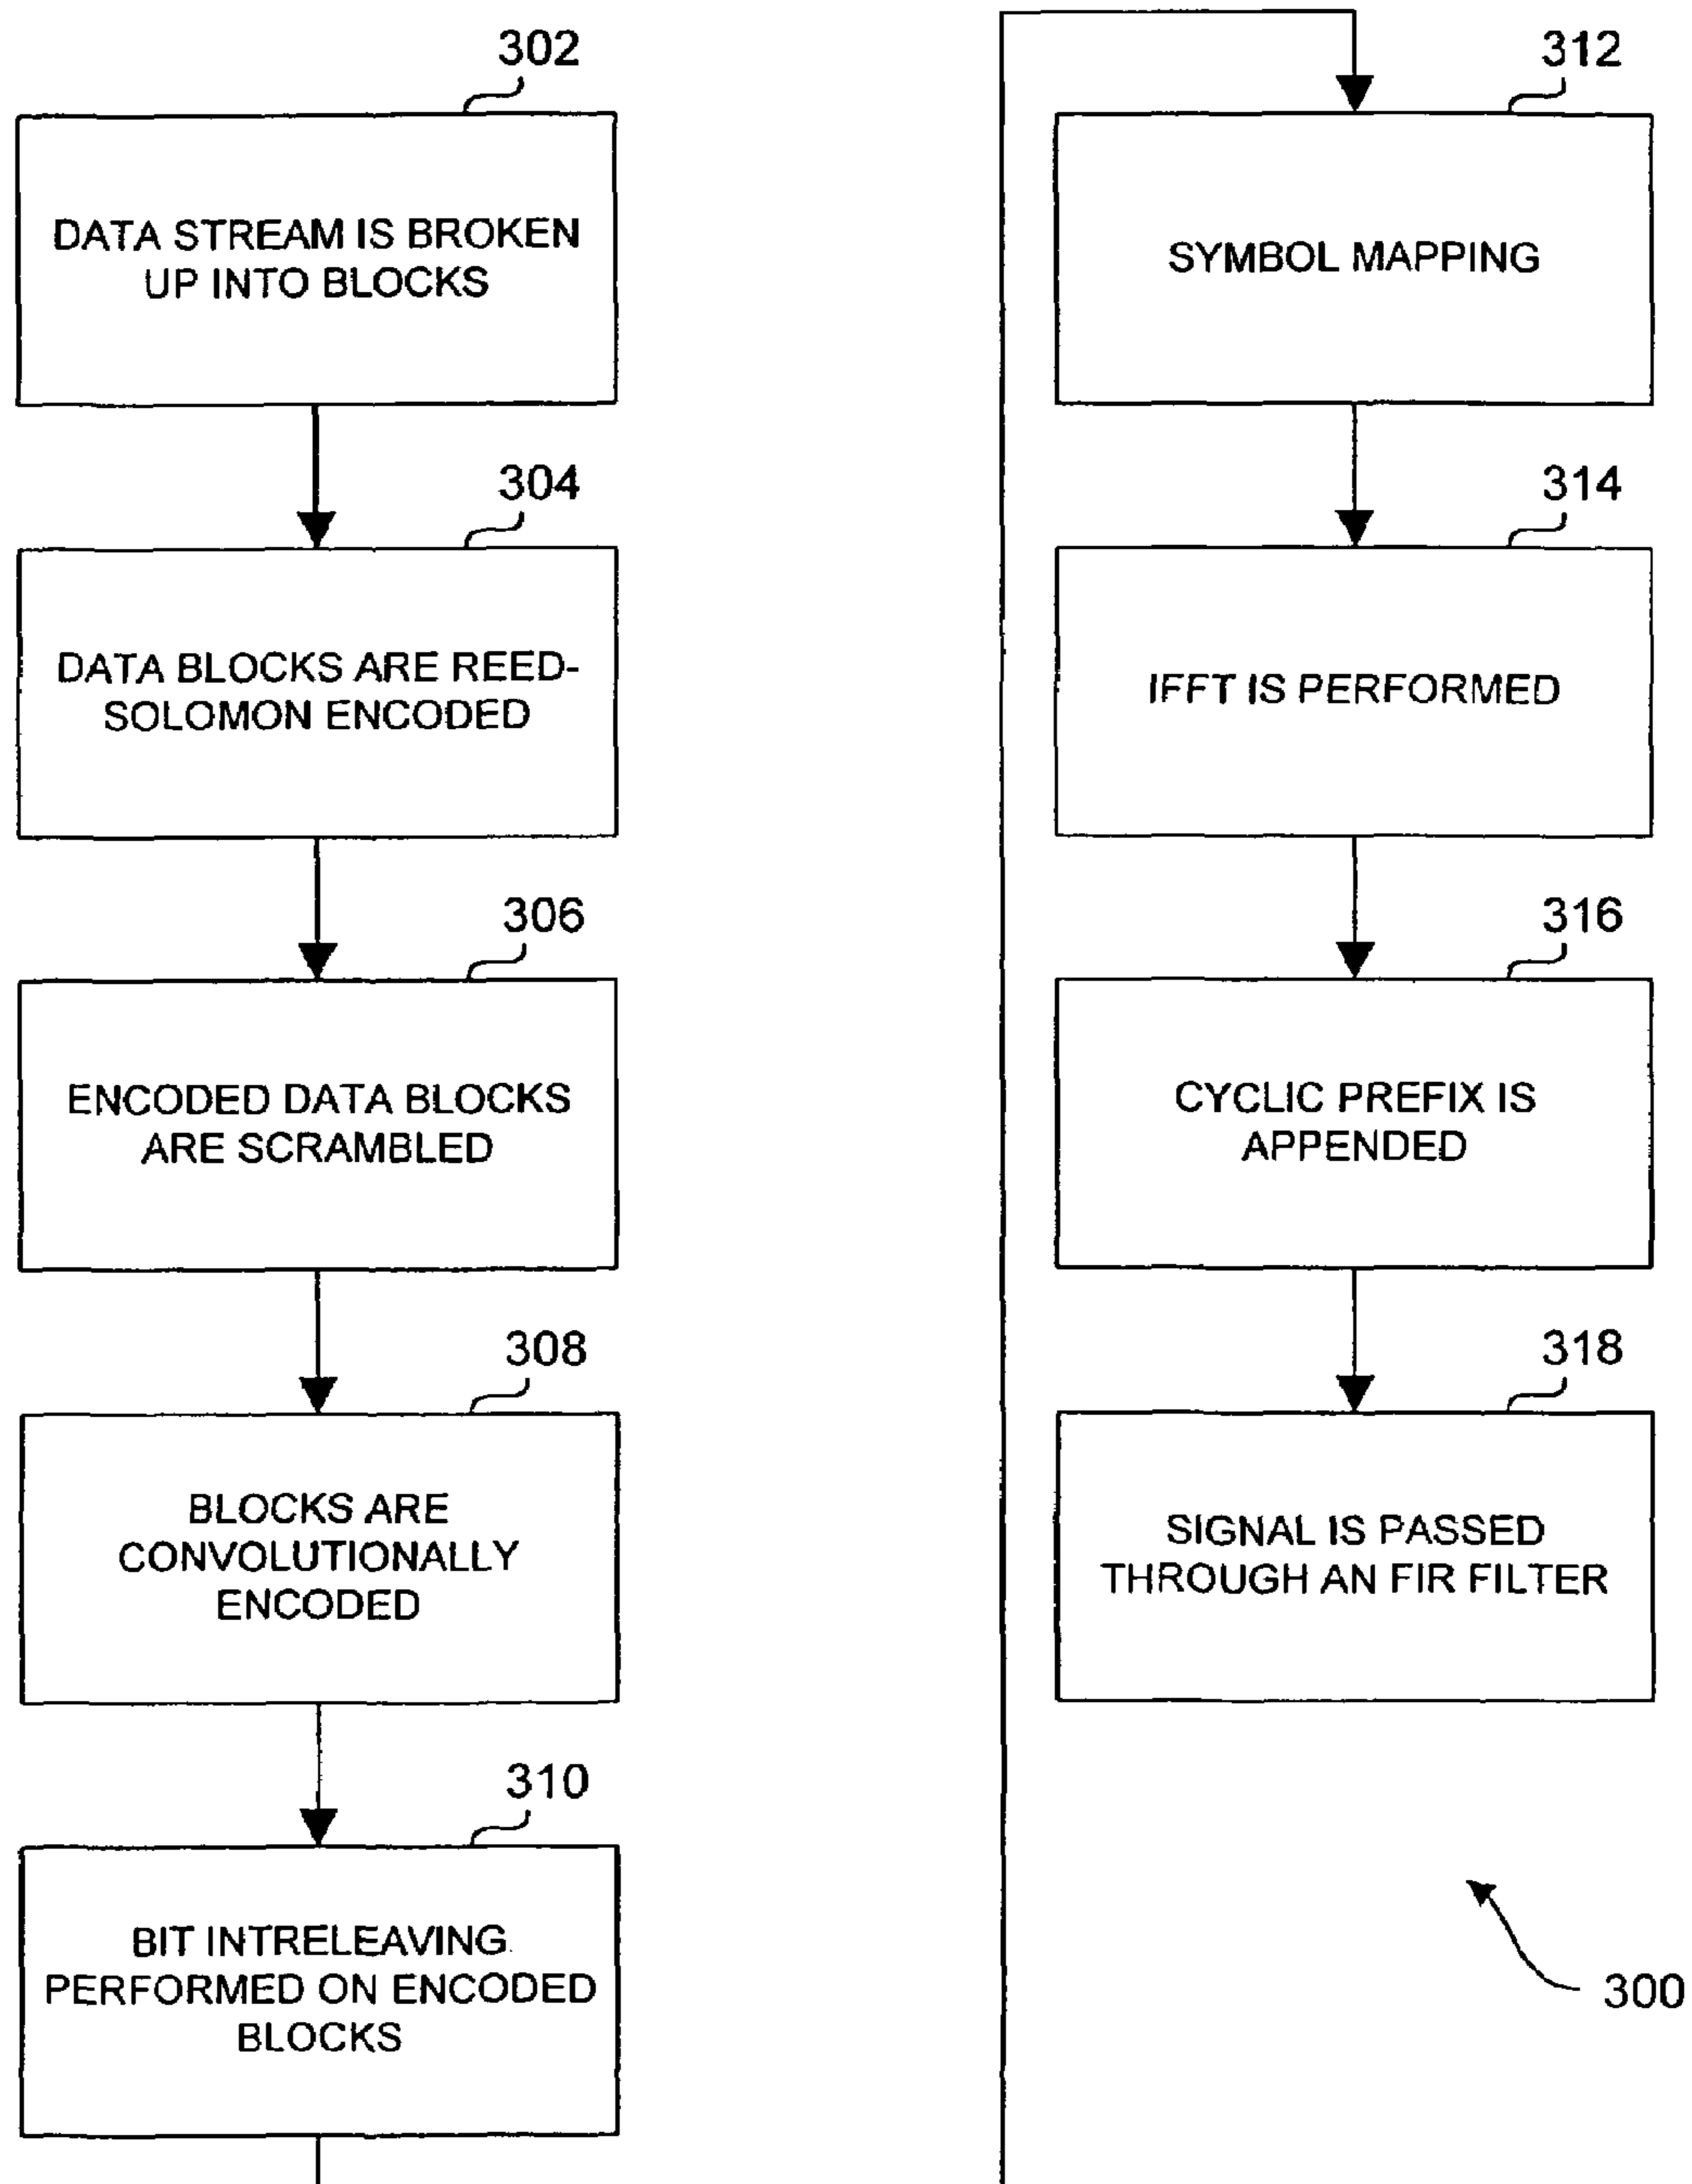 302
DATA STREAM IS BROKEN
UP INTO BLOCKS
304
DATA BLOCKS ARE REED-
SOLOMON ENCODED
306
ENCODED DATA BLOCKS
ARE SCRAMBLED
308
BLOCKS ARE
CONVOLUTIONALLY
ENCODED
310
BIT INTRELEAVING
PERFORMED ON ENCODED
BLOCKS
312
SYMBOL MAPPING
314
IFFT IS PERFORMED
316
CYCLIC PREFIX IS
APPENDED
318
SIGNAL IS PASSED
THROUGH AN FIR FILTER
300